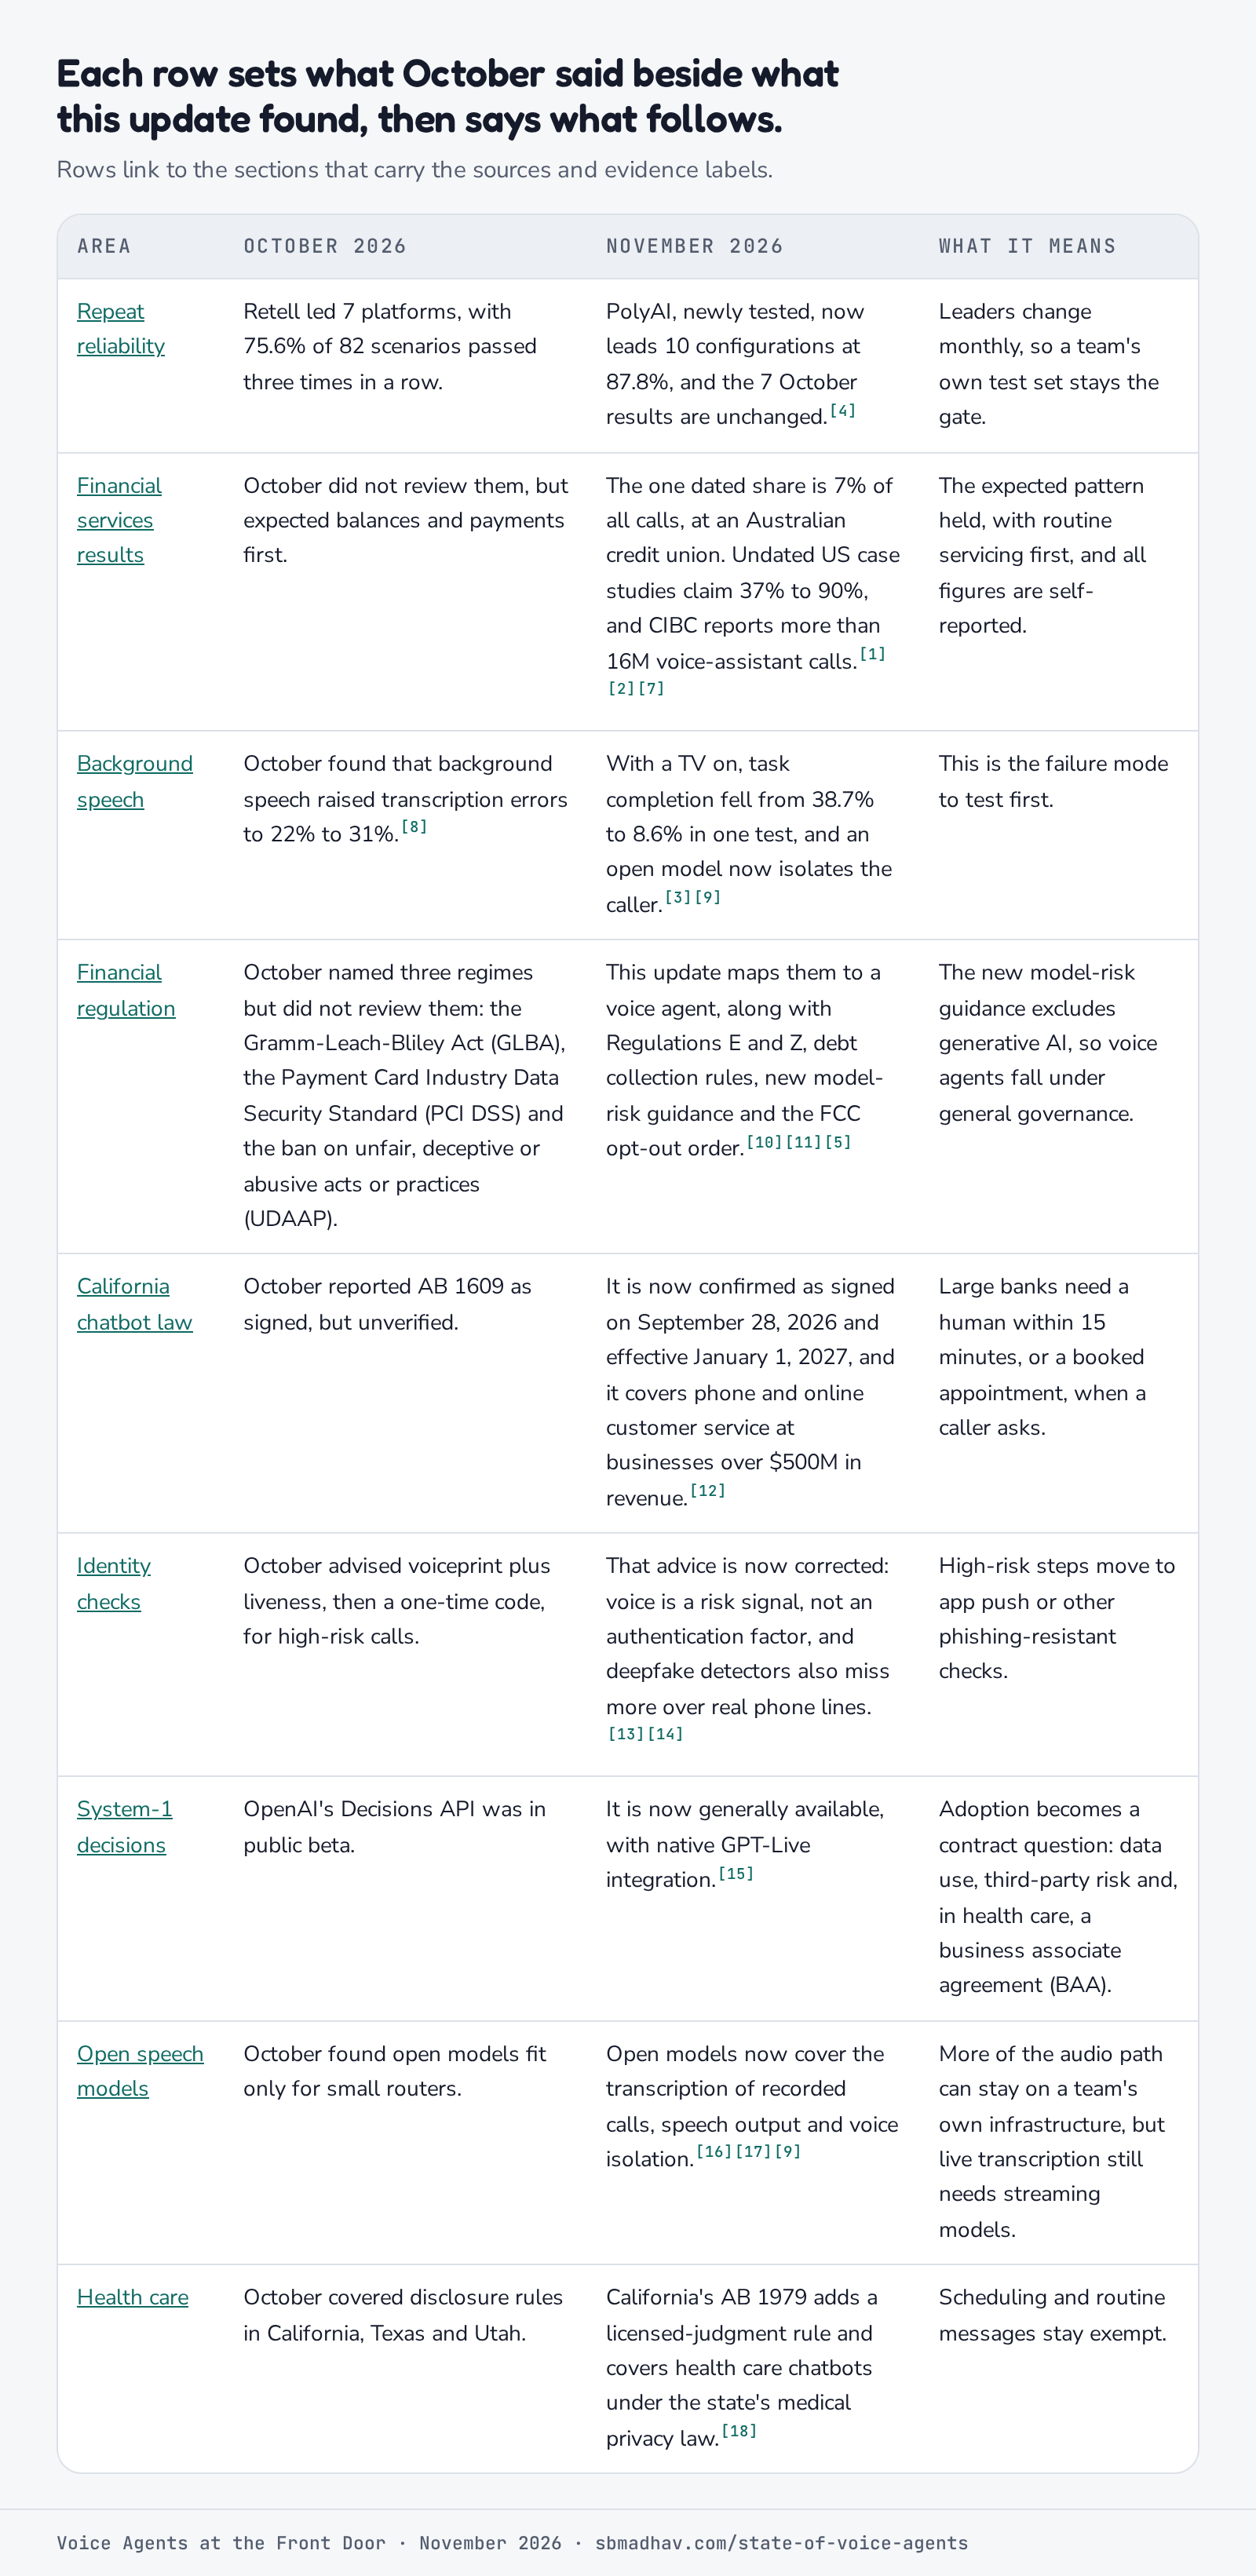 Each row sets what October said beside what
this update found, then says what follows.
Rows link to the sections that carry the sources and evidence labels.
AREA
OCTOBER 2026
NOVEMBER 2026
WHAT IT MEANS
Repeat
reliability
Retell led 7 platforms, with
75.6% of 82 scenarios passed
three times in a row.
PolyAI, newly tested, now
leads 10 configurations at
87.8%, and the 7 October
results are unchanged.[4]
Leaders change
monthly, so a team's
own test set stays the
gate.
Financial
services
results
October did not review them, but
expected balances and payments
first.
The one dated share is 7% of
all calls, at an Australian
credit union. Undated US case
studies claim 37% to 90%,
and CIBC reports more than
16M voice-assistant calls.[1]
[2][7]
The expected pattern
held, with routine
servicing first, and all
figures are self-
reported.
Background
speech
October found that background
speech raised transcription errors
to 22% to 31%.[8]
With a TV on, task
completion fell from 38.7%
to 8.6% in one test, and an
open model now isolates the
caller.[3][9]
This is the failure mode
to test first.
Financial
regulation
October named three regimes
but did not review them: the
Gramm-Leach-Bliley Act (GLBA),
the Payment Card Industry Data
Security Standard (PCI DSS) and
the ban on unfair, deceptive or
abusive acts or practices
(UDAAP).
This update maps them to a
voice agent, along with
Regulations E and Z, debt
collection rules, new model-
risk guidance and the FCC
opt-out order.[10][11][5]
The new model-risk
guidance excludes
generative AI, so voice
agents fall under
general governance.
California
chatbot law
October reported AB 1609 as
signed, but unverified.
It is now confirmed as signed
on September 28, 2026 and
effective January 1, 2027, and
it covers phone and online
customer service at
businesses over $500M in
revenue.[12]
Large banks need a
human within 15
minutes, or a booked
appointment, when a
caller asks.
Identity
checks
October advised voiceprint plus
liveness, then a one-time code,
for high-risk calls.
That advice is now corrected:
voice is a risk signal, not an
authentication factor, and
deepfake detectors also miss
more over real phone lines.
[13][14]
High-risk steps move to
app push or other
phishing-resistant
checks.
System-1
decisions
OpenAI's Decisions API was in
public beta.
It is now generally available,
with native GPT-Live
integration.[15]
Adoption becomes a
contract question: data
use, third-party risk and,
in health care, a
business associate
agreement (BAA).
Open speech
models
October found open models fit
only for small routers.
Open models now cover the
transcription of recorded
calls, speech output and voice
isolation.[16][17][9]
More of the audio path
can stay on a team's
own infrastructure, but
live transcription still
needs streaming
models.
Health care
October covered disclosure rules
in California, Texas and Utah.
California's AB 1979 adds a
licensed-judgment rule and
covers health care chatbots
under the state's medical
privacy law.[18]
Scheduling and routine
messages stay exempt.
Voice Agents at the Front Door · November 2026 · sbmadhav.com/state-of-voice-agents